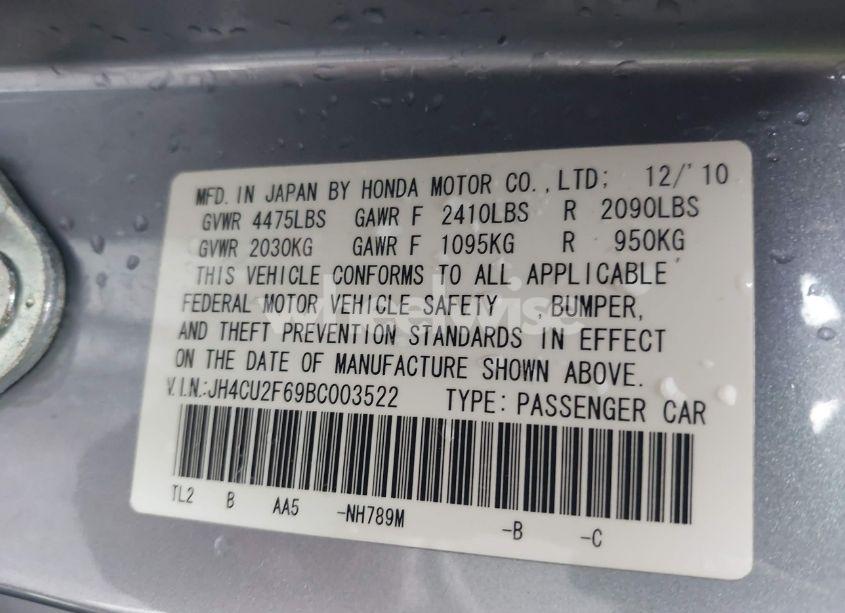 MFD. IN JAPAN BY HONDA MOTOR CO.,LTD; 12/'10
GVWR 4475LBS GAWR F 2410LBS R 2090LBS
GVWR 2030KG GAWR F 1095KG R 950KG
THIS VEHICLE CONFORMS TO ALL APPLICABLE
FEDERAL MOTOR VEHICLE SAFETY ,BUMPER,
AND THEFT PREVENTION STANDARDS IN EFFECT
ON THE DATE OF MANUFACTURE SHOWN ABOVE.
V.I.N.:JH4CU2F69BC003522 TYPE: PASSENGER CAR
TL2 B AA5 -NH789M -B -C
wheelwise